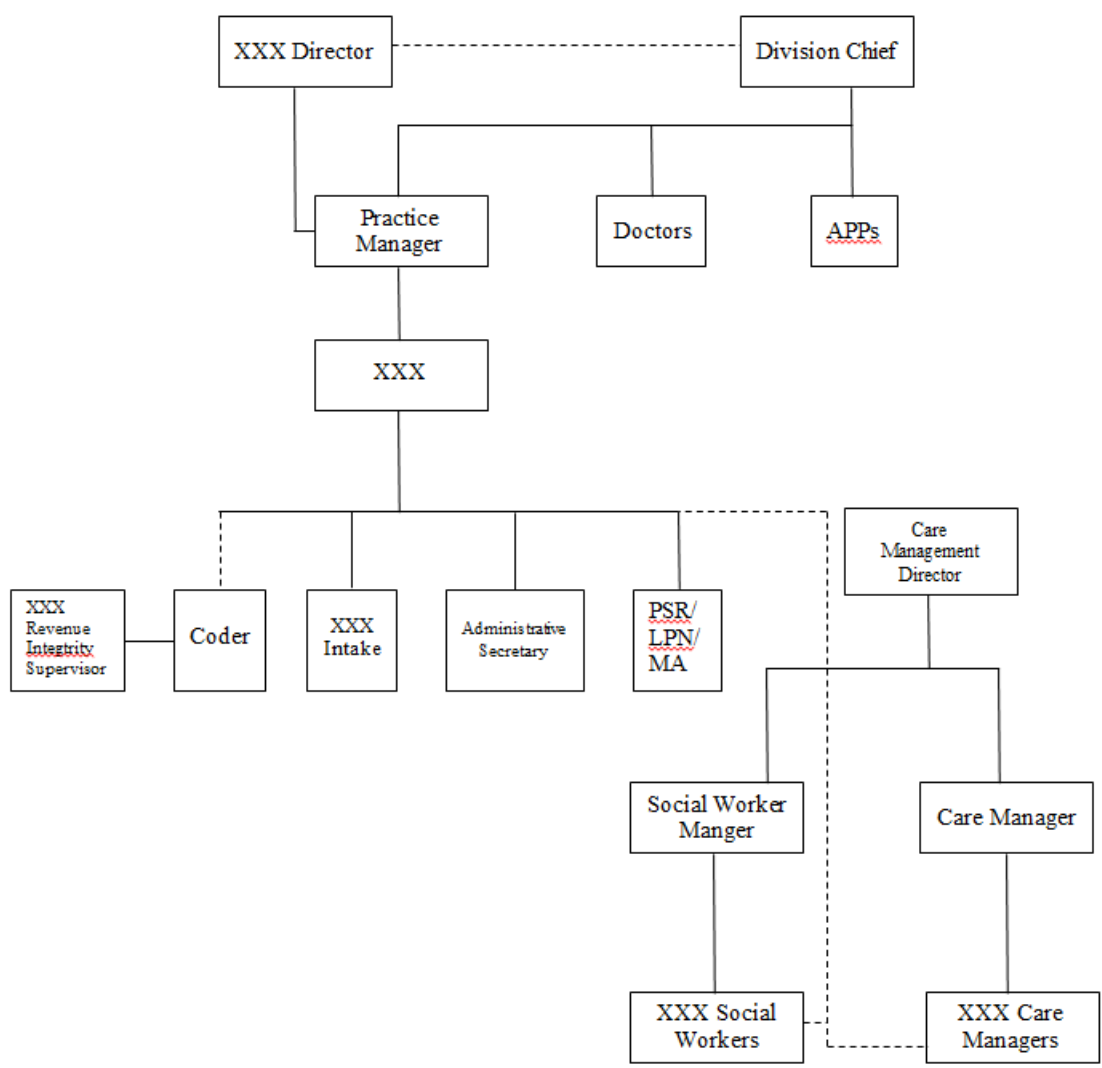 XXX Director
Division Chief
Practice
Manager
Doctors
APPs
XXX
Care
Management
Director
XXX
Revenue
Integtrity
Supervisor
Coder
XXX
Intake
Administrative
Secretary
PSR/
LPN/
MA
Social Worker
Manger
Care Manager
XXX Social
Workers
XXX Care
Managers